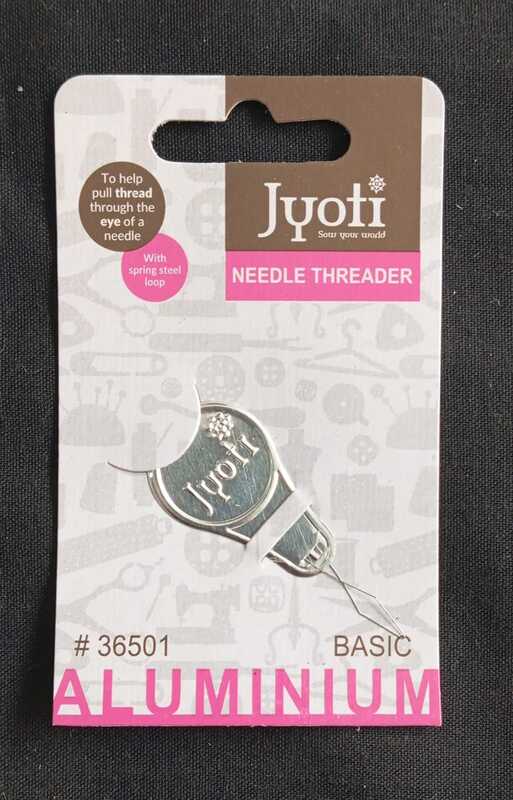 To help
pull thread
through the
eye of a
needle
With
spring steel
loop
Jyoti
Sow your world
NEEDLE THREADER
Jyoti
# 36501
BASIC
ALUMINIUM